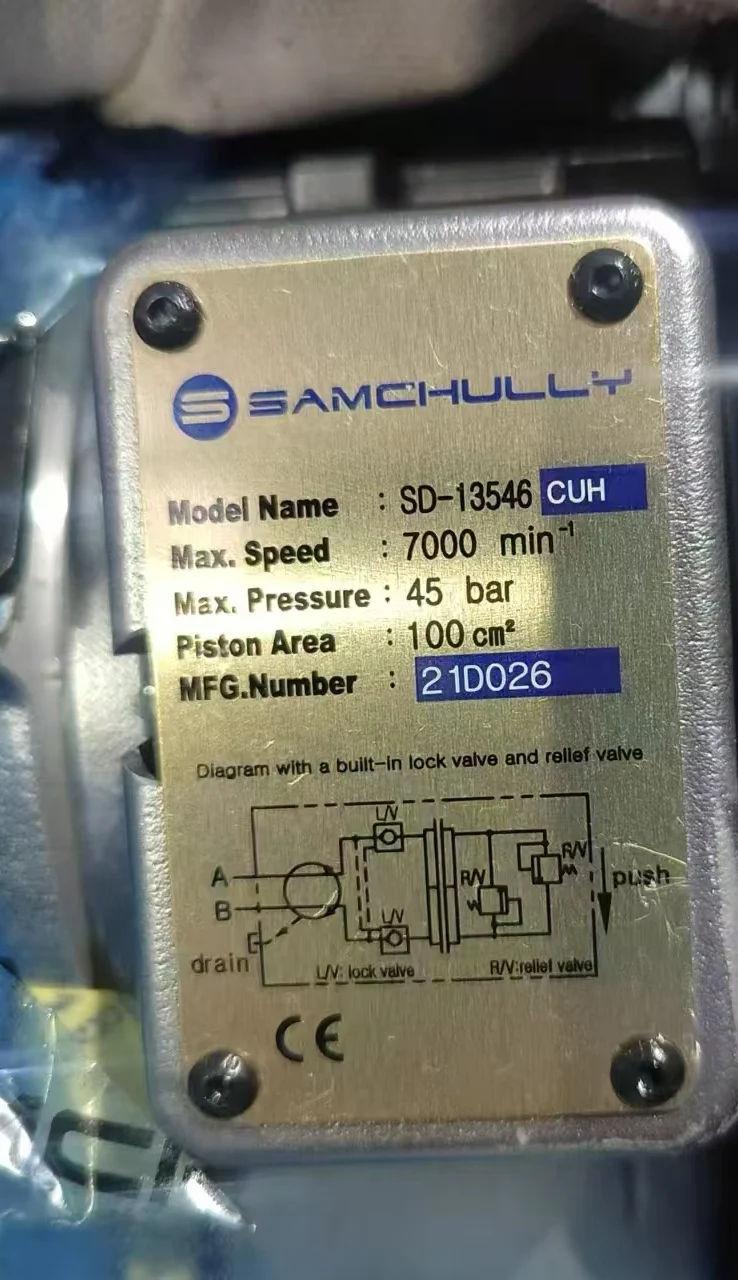 SAMCHULLY
Model Name : SD-13546 CUH
Max. Speed : 7000 min⁻¹
Max. Pressure : 45 bar
Piston Area : 100 cm²
MFG.Number : 21D026
Diagram with a built-in lock valve and relief valve
L/V
A
R/V
R/V
push
B
L/V
drain
L/V: lock valve
R/V:relief valve
CE